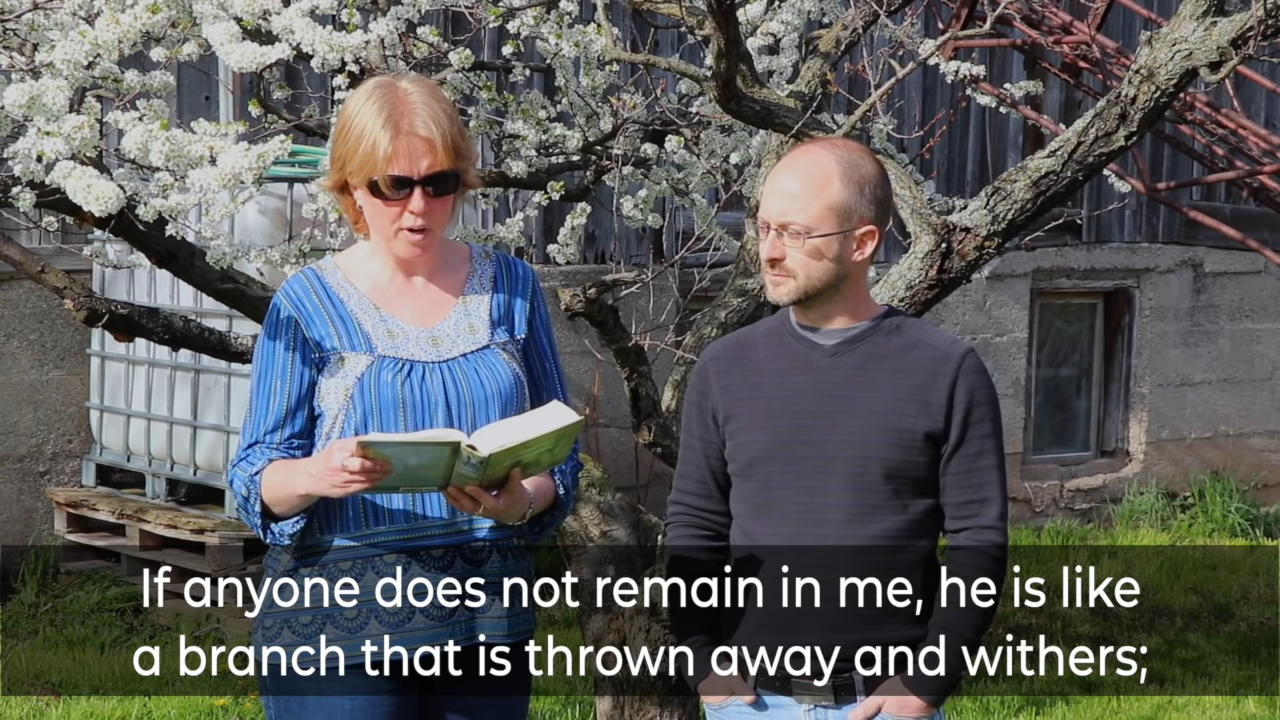 If anyone does not remain in me, he is like
a branch that is thrown away and withers;